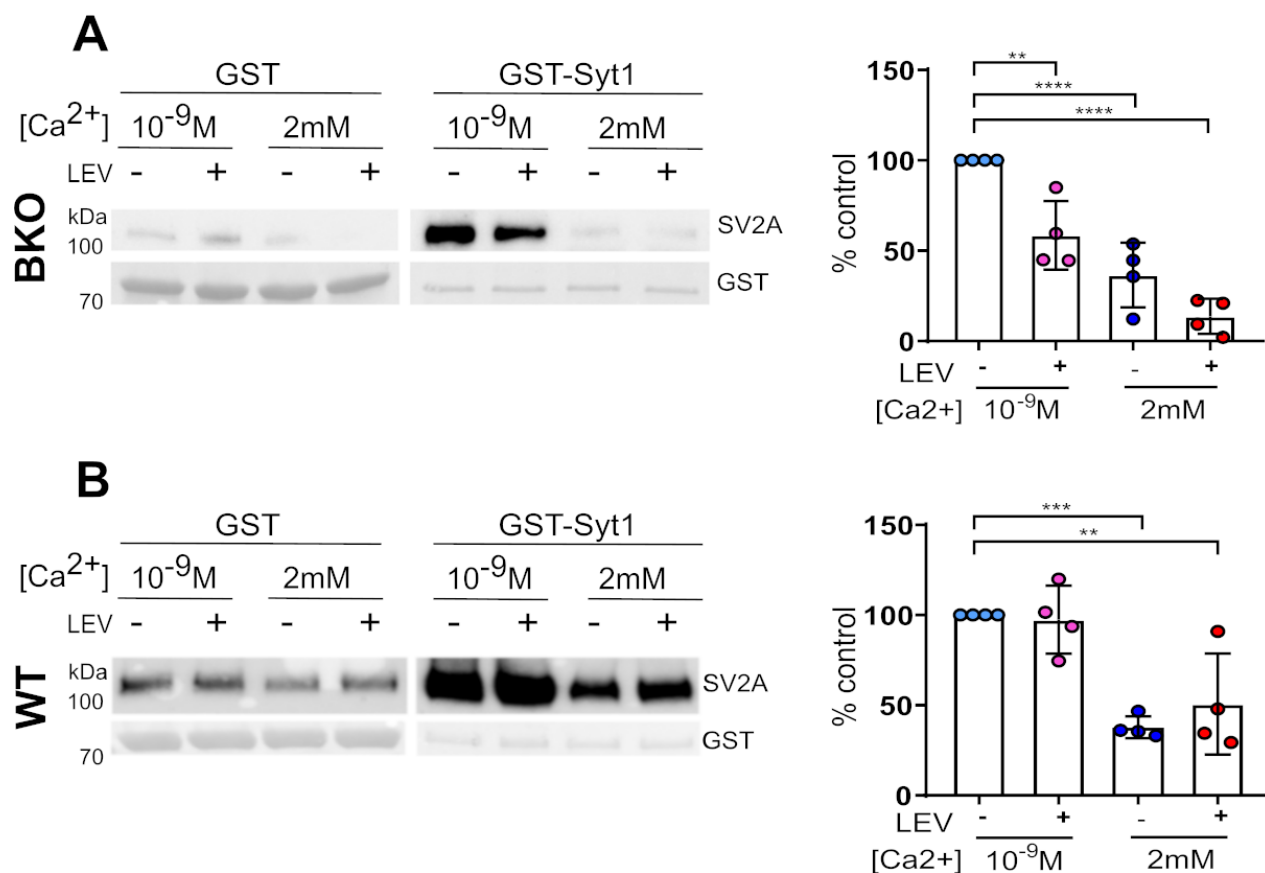 A
GST GST-Syt1
[Ca2+] 10-9M 2mM 10-9M 2mM
LEV - + - + - + - +
BKO
kDa
100
SV2A
70
GST
150
100
50
0
% control
**
****
****
LEV - + - +
[Ca2+] 10-9M 2mM
B
GST GST-Syt1
[Ca2+] 10-9M 2mM 10-9M 2mM
LEV - + - + - + - +
WT
kDa
100
SV2A
70
GST
150
100
50
0
% control
***
**
LEV - + - +
[Ca2+] 10-9M 2mM